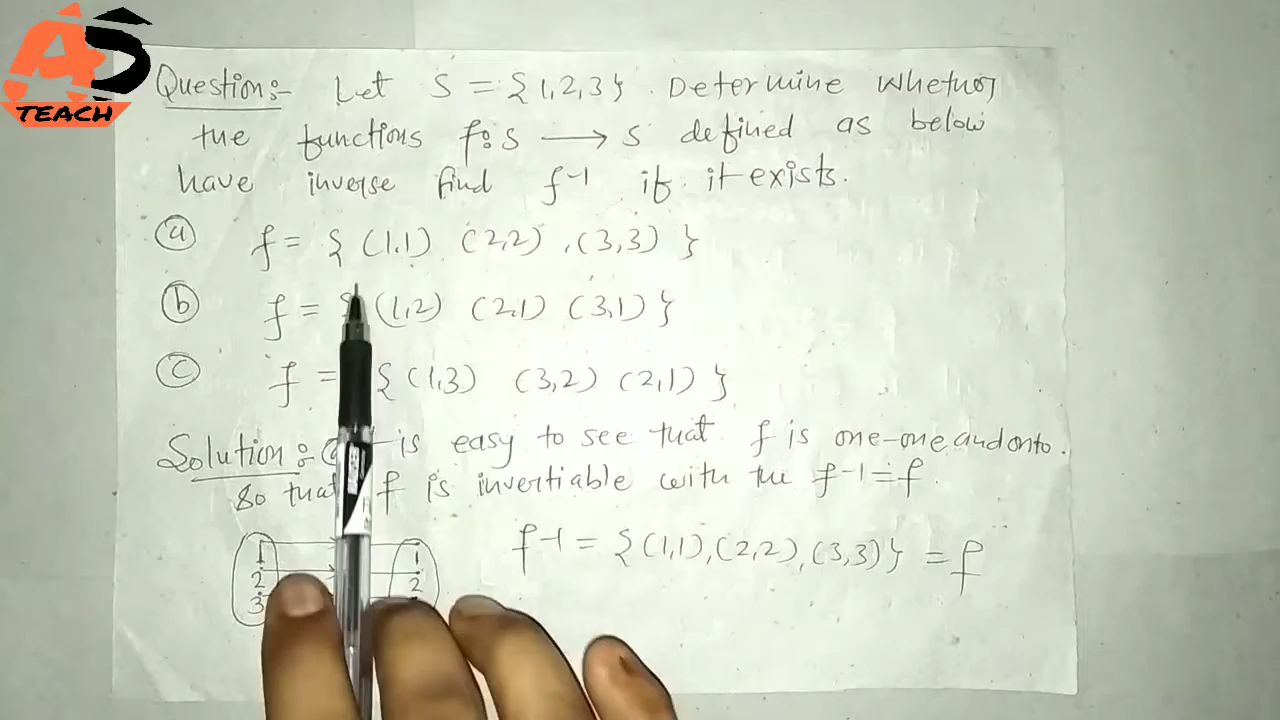 AS
TEACH
Question:- Let S = {1,2,3}. Determine whether
the functions f: S ⟶ S defined as below
have inverse find f⁻¹ if it exists.
(a) f = { (1,1) (2,2) , (3,3) }
(b) f = { (1,2) (2,1) (3,1) }
(c) f = { (1,3) (3,2) (2,1) }
Solution:- is easy to see that f is one-one and onto.
so that f is invertiable with the f⁻¹ = f.
f⁻¹ = { (1,1), (2,2), (3,3) } = f
1 1
2 2
3